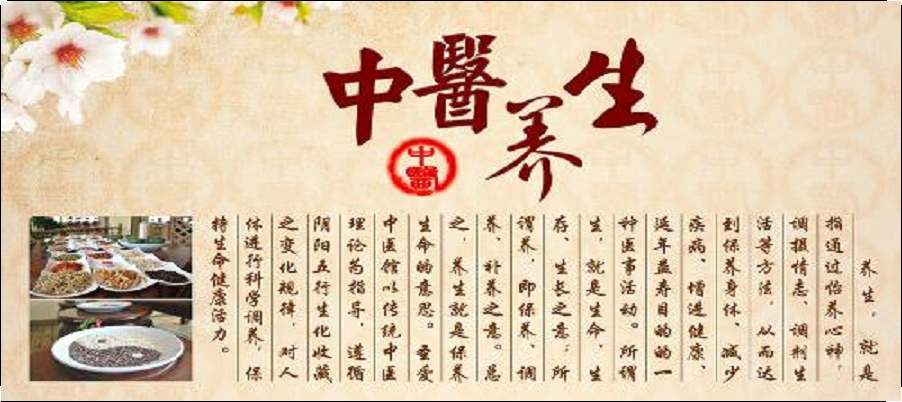 中醫养生
中醫
养生。就是
指通过怡养心神，
调摄情志、调剂生
活等方法，从而达
到保养身体、减少
疾病、增进健康、
延年益寿目的的一
种医事活动。所谓
生，就是生命、生
存、生长之意；所
谓养，即保养、调
养、补养之意。总
之，养生就是保养
生命的意思。圣爱
中医馆以传统中医
理论为指导，遵循
阴阳五行生化收藏
之变化规律，对人
体进行科学调养，保
持生命健康活力。